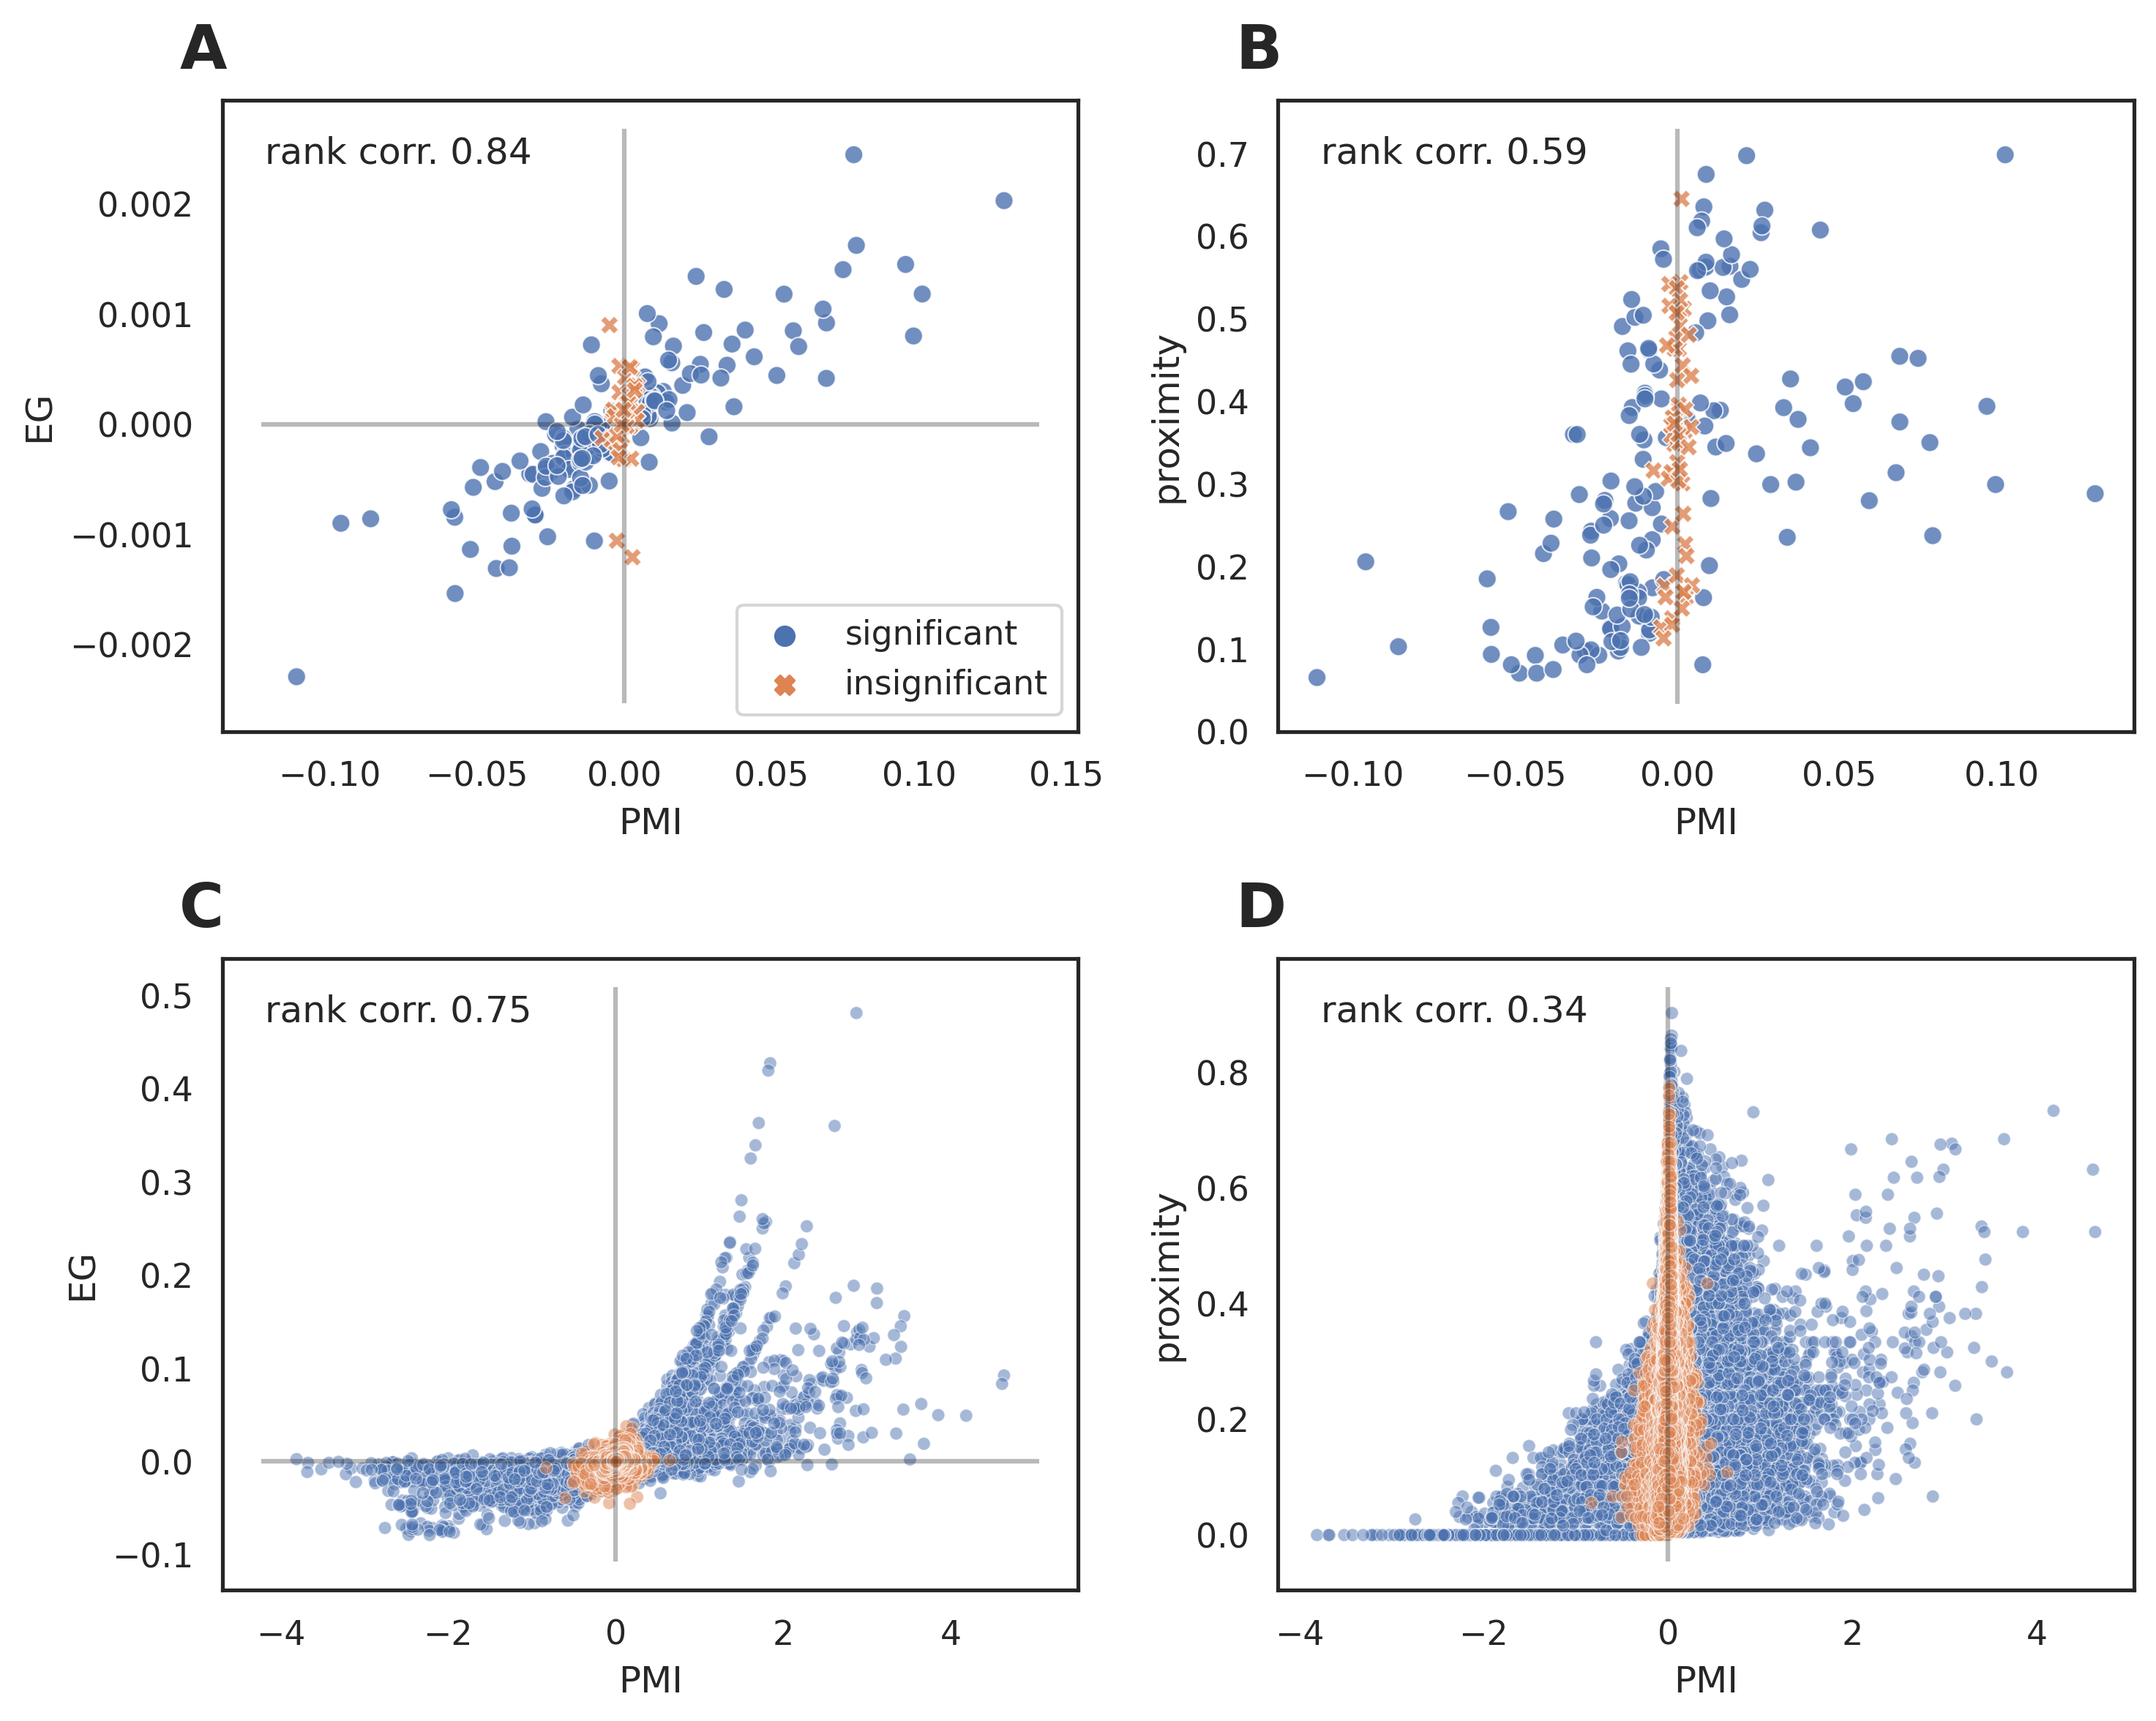 A
rank corr. 0.84
0.002
0.001
0.000
−0.001
−0.002
EG
significant
insignificant
−0.10 −0.05 0.00 0.05 0.10 0.15
PMI
B
rank corr. 0.59
0.7
0.6
0.5
0.4
0.3
0.2
0.1
0.0
proximity
−0.10 −0.05 0.00 0.05 0.10
PMI
C
rank corr. 0.75
0.5
0.4
0.3
0.2
0.1
0.0
−0.1
EG
−4 −2 0 2 4
PMI
D
rank corr. 0.34
0.8
0.6
0.4
0.2
0.0
proximity
−4 −2 0 2 4
PMI